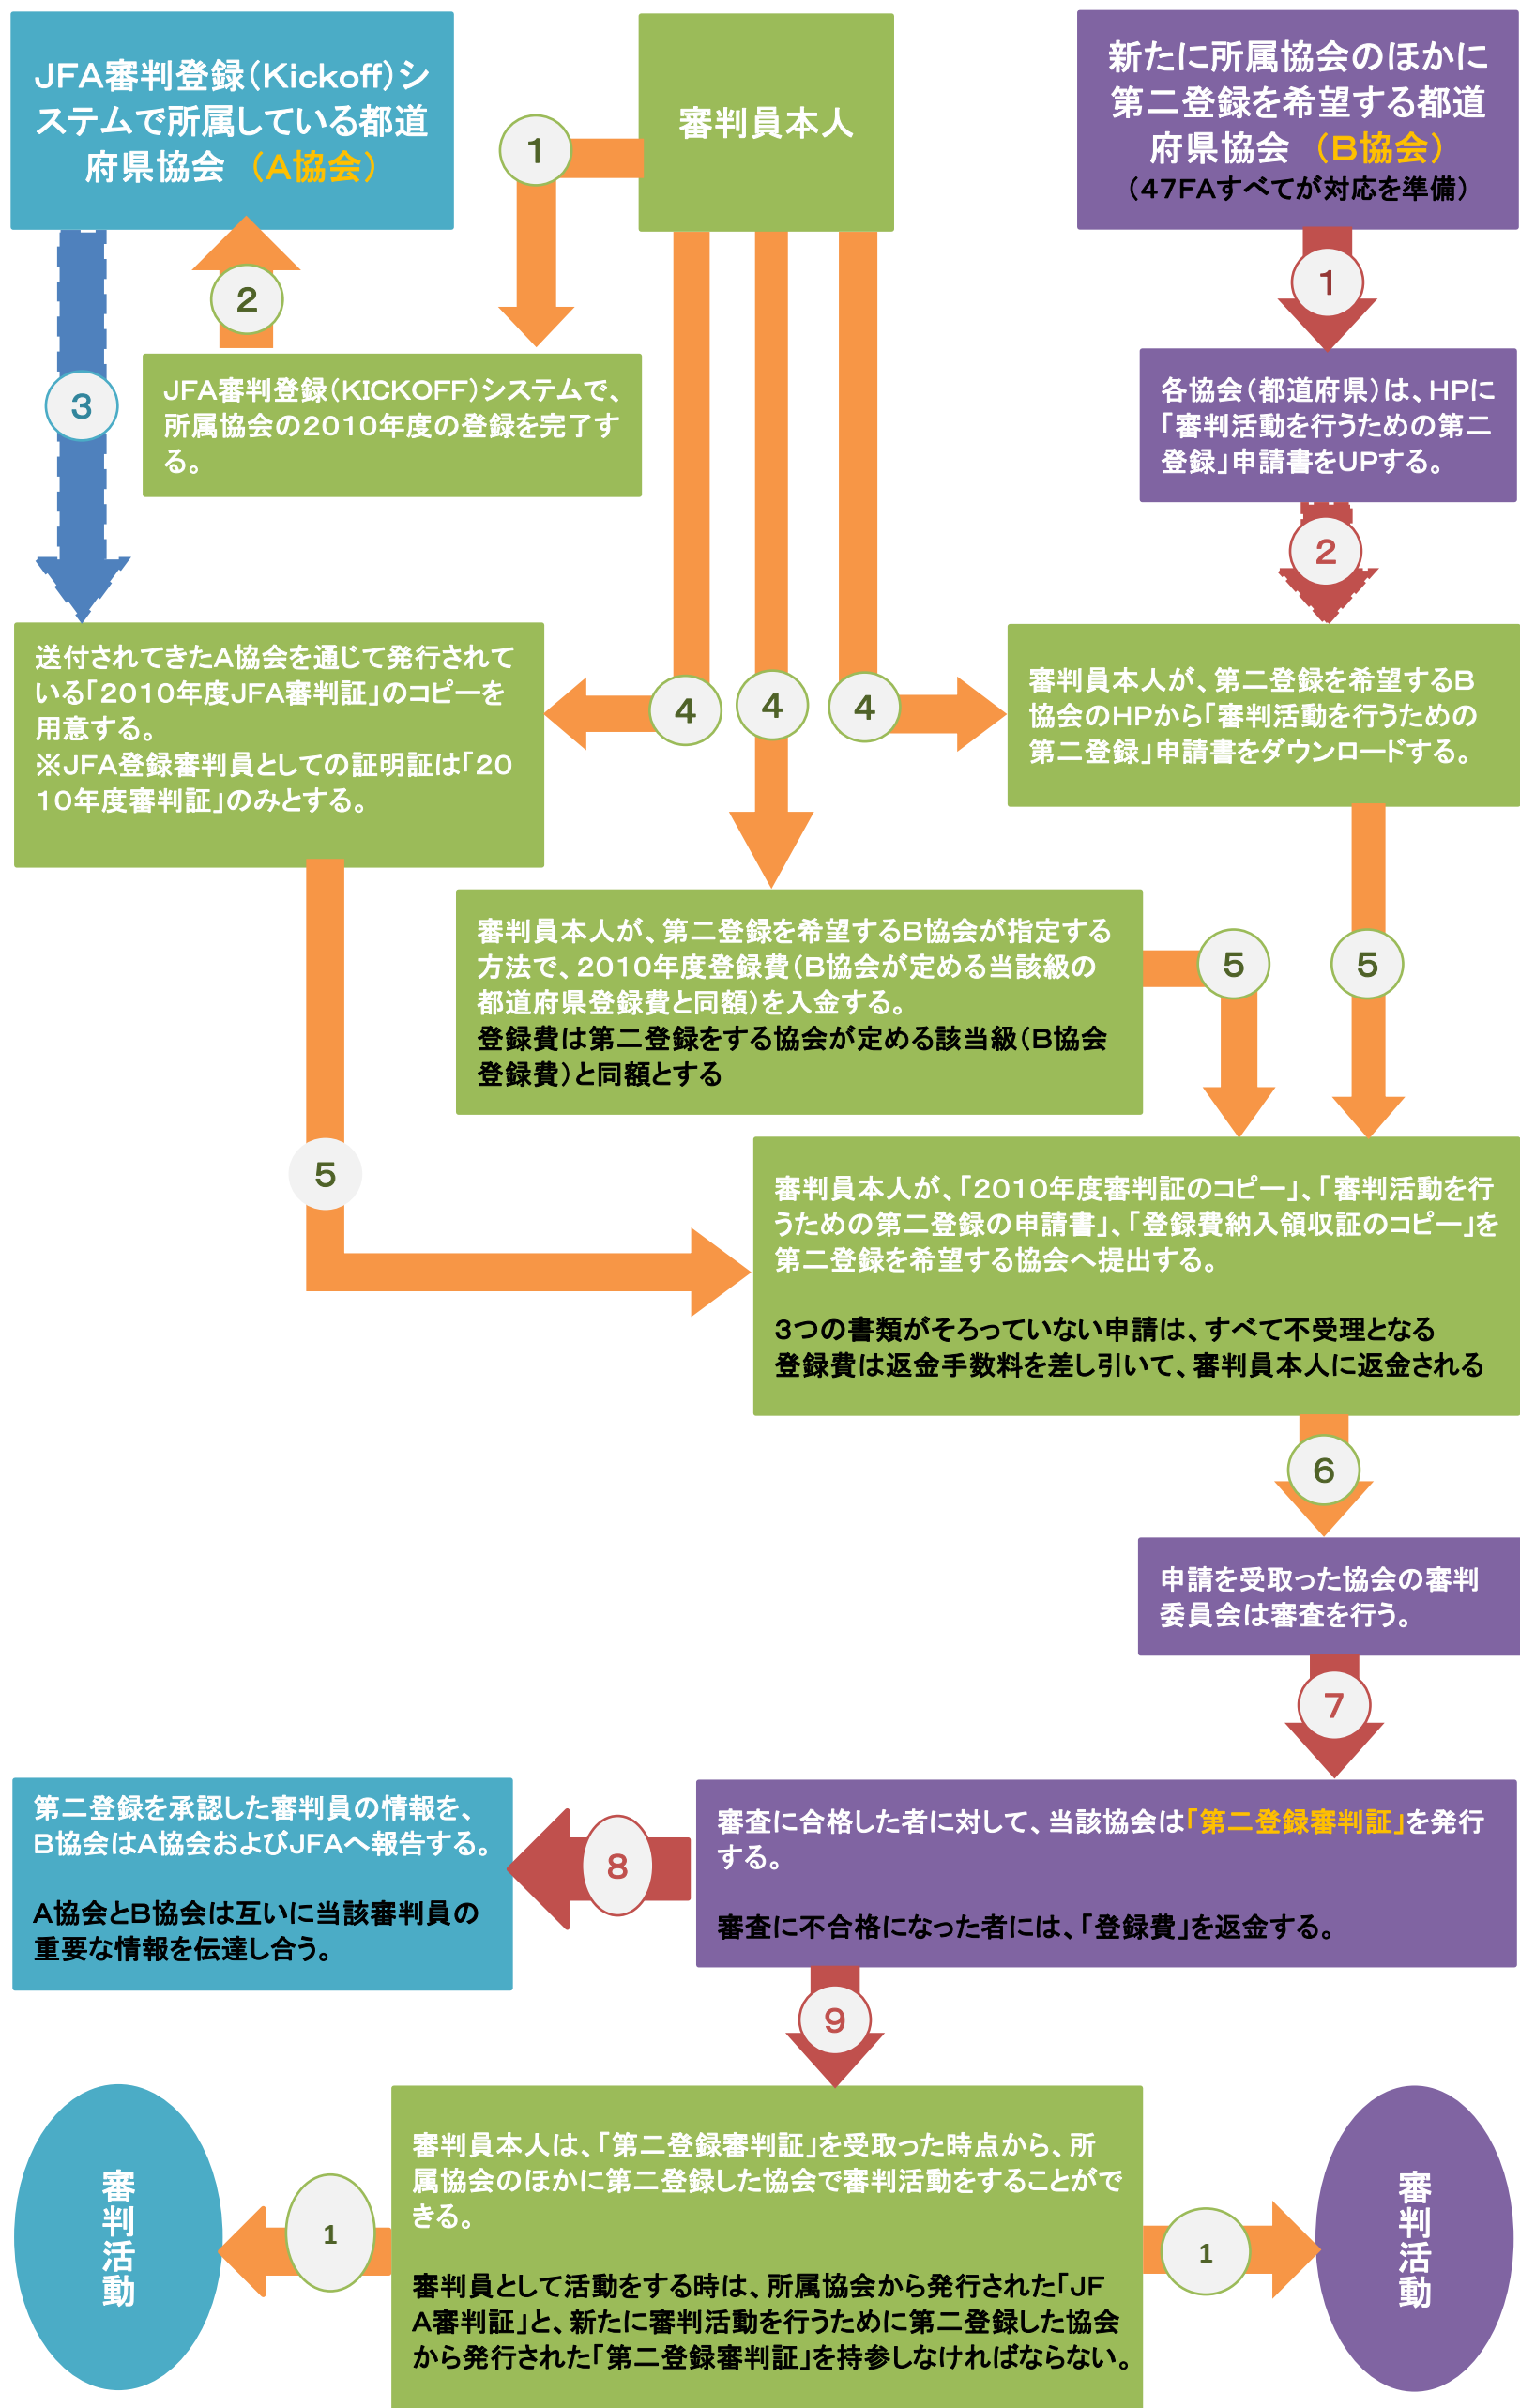 JFA審判登録（Kickoff）シ
ステムで所属している都道
府県協会　（A協会）
審判員本人
新たに所属協会のほかに
第二登録を希望する都道
府県協会　（B協会）
（47FAすべてが対応を準備）
1
1
2
3
JFA審判登録（KICKOFF）システムで、
所属協会の2010年度の登録を完了す
る。
各協会（都道府県）は、HPに
「審判活動を行うための第二
登録」申請書をUPする。
2
送付されてきたA協会を通じて発行されて
いる「2010年度JFA審判証」のコピーを
用意する。
※JFA登録審判員としての証明証は「20
10年度審判証」のみとする。
4
4
4
審判員本人が、第二登録を希望するB
協会のHPから「審判活動を行うための
第二登録」申請書をダウンロードする。
審判員本人が、第二登録を希望するB協会が指定する
方法で、2010年度登録費（B協会が定める当該級の
都道府県登録費と同額）を入金する。
登録費は第二登録をする協会が定める該当級（B協会
登録費）と同額とする
5
5
5
審判員本人が、「2010年度審判証のコピー」、「審判活動を行
うための第二登録の申請書」、「登録費納入領収証のコピー」を
第二登録を希望する協会へ提出する。
3つの書類がそろっていない申請は、すべて不受理となる
登録費は返金手数料を差し引いて、審判員本人に返金される
6
申請を受取った協会の審判
委員会は審査を行う。
7
第二登録を承認した審判員の情報を、
B協会はA協会およびJFAへ報告する。
A協会とB協会は互いに当該審判員の
重要な情報を伝達し合う。
8
審査に合格した者に対して、当該協会は「第二登録審判証」を発行
する。
審査に不合格になった者には、「登録費」を返金する。
9
審判活動
1
審判員本人は、「第二登録審判証」を受取った時点から、所
属協会のほかに第二登録した協会で審判活動をすることがで
きる。
審判員として活動をする時は、所属協会から発行された「JF
A審判証」と、新たに審判活動を行うために第二登録した協会
から発行された「第二登録審判証」を持参しなければならない。
1
審判活動